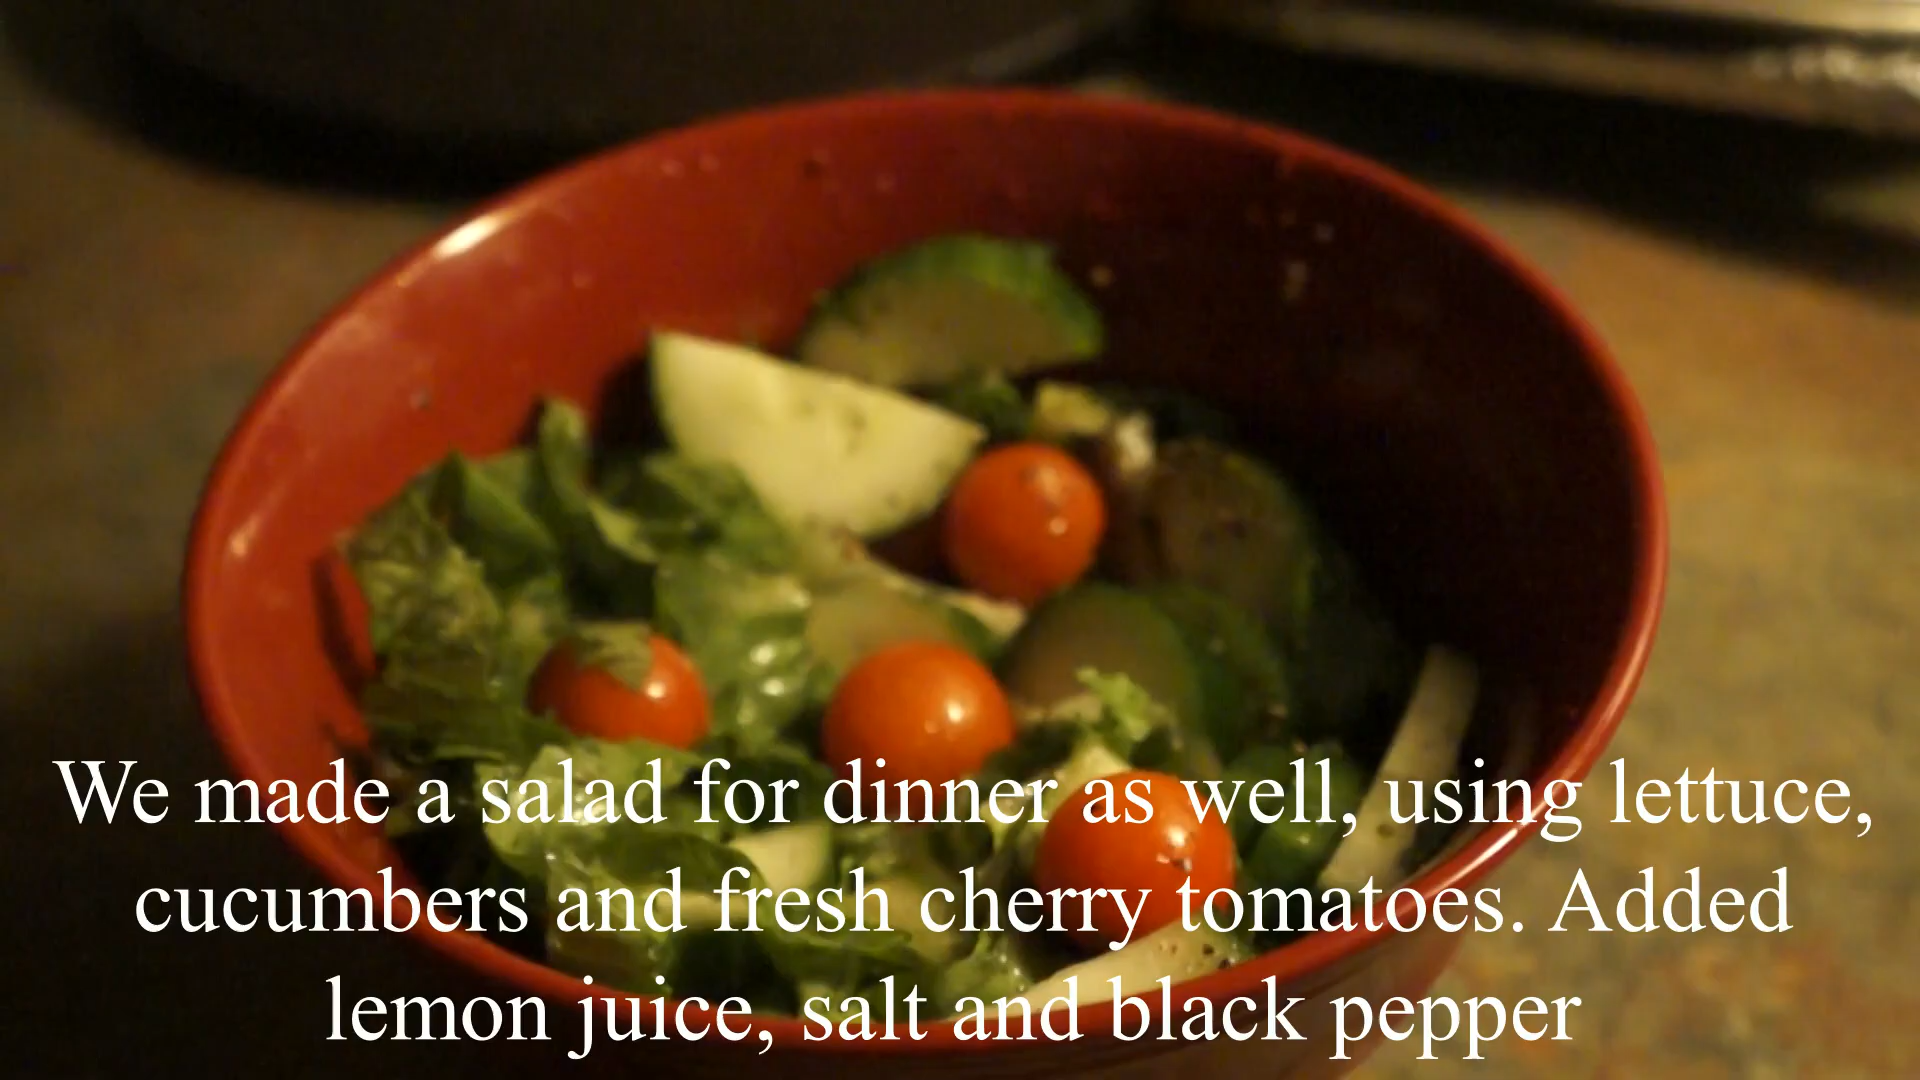 We made a salad for dinner as well, using lettuce,
cucumbers and fresh cherry tomatoes. Added
lemon juice, salt and black pepper